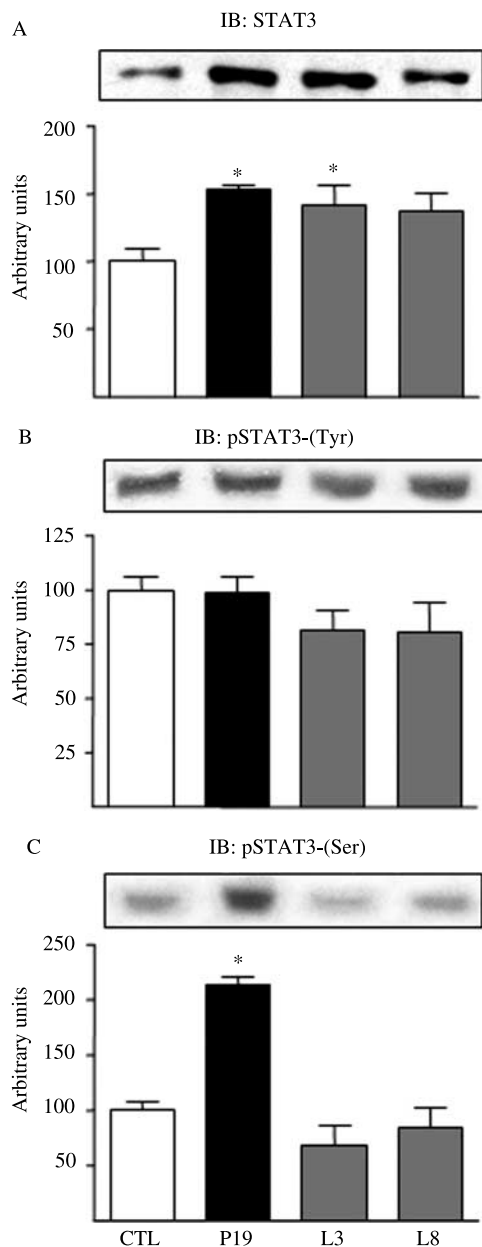 A
IB: STAT3
200
150
100
50
Arbitrary units
*
*
B
IB: pSTAT3-(Tyr)
125
100
75
50
25
Arbitrary units
C
IB: pSTAT3-(Ser)
250
200
150
100
50
Arbitrary units
*
CTL P19 L3 L8